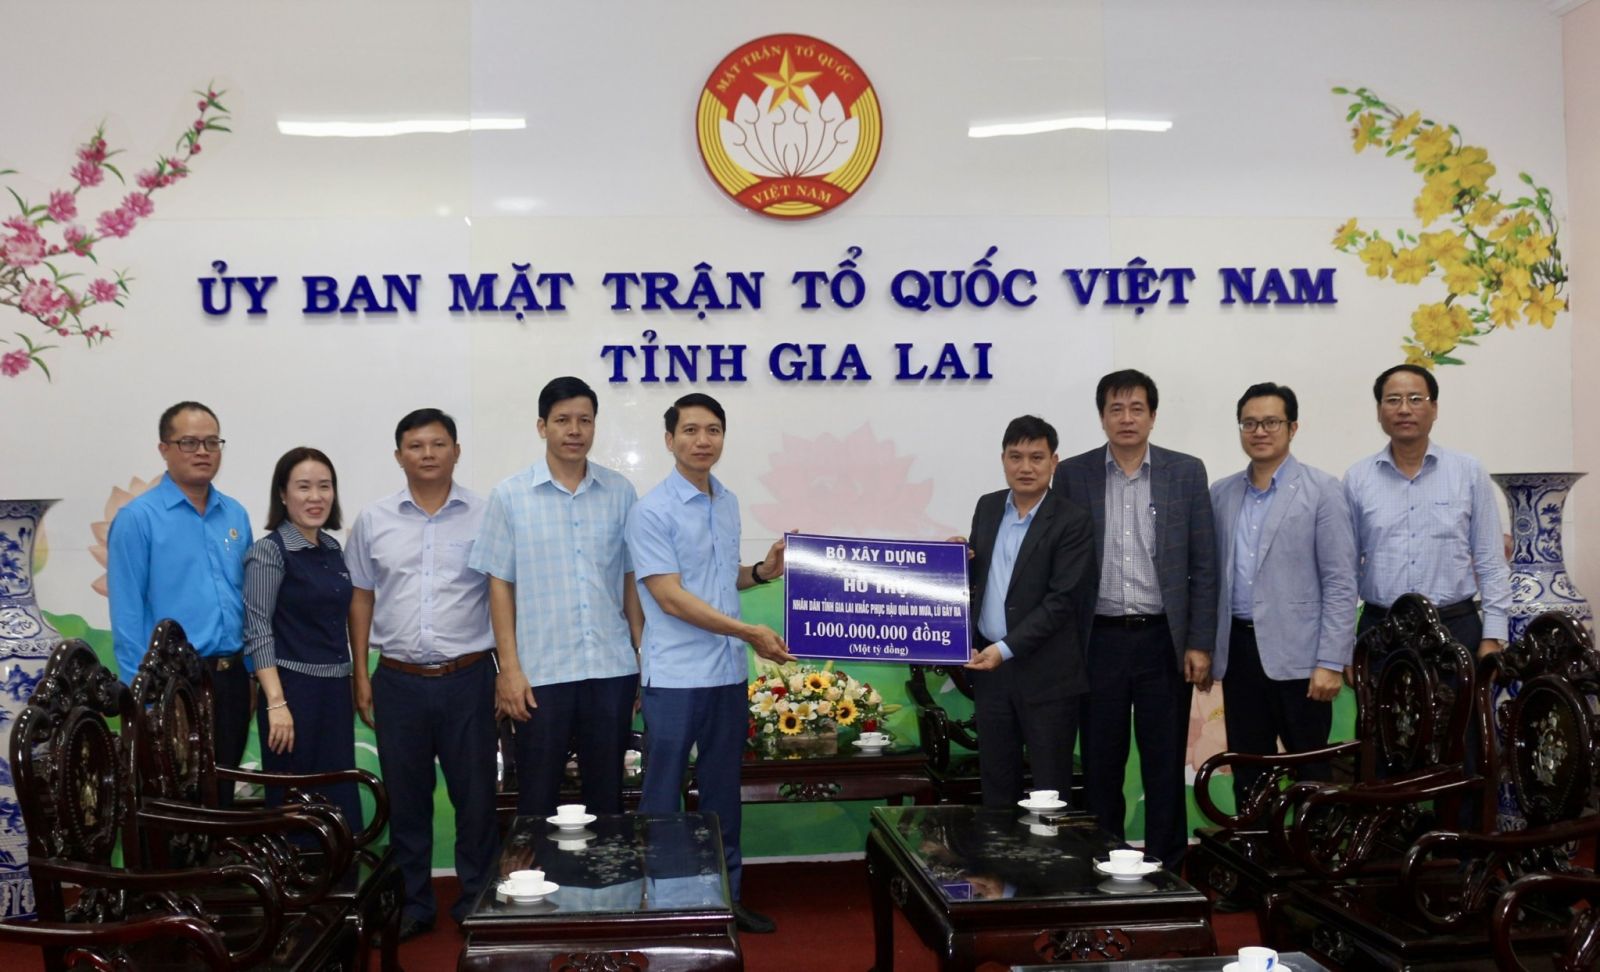 MẶT TRẬN TỔ QUỐC
VIỆT NAM
ỦY BAN MẶT TRẬN TỔ QUỐC VIỆT NAM
TỈNH GIA LAI
BỘ XÂY DỰNG
HỖ TRỢ
NHÂN DÂN TỈNH GIA LAI KHẮC PHỤC HẬU QUẢ DO MƯA, LŨ GÂY RA
1.000.000.000 đồng
(Một tỷ đồng)